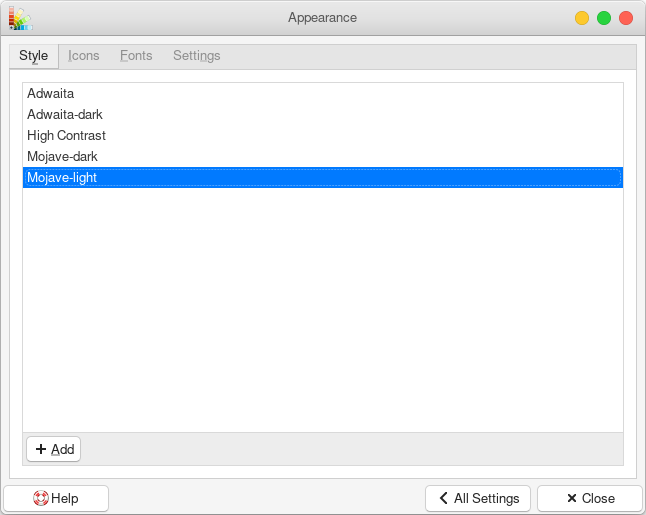 Appearance
Style Icons Fonts Settings
Adwaita
Adwaita-dark
High Contrast
Mojave-dark
Mojave-light
Add
Help All Settings Close